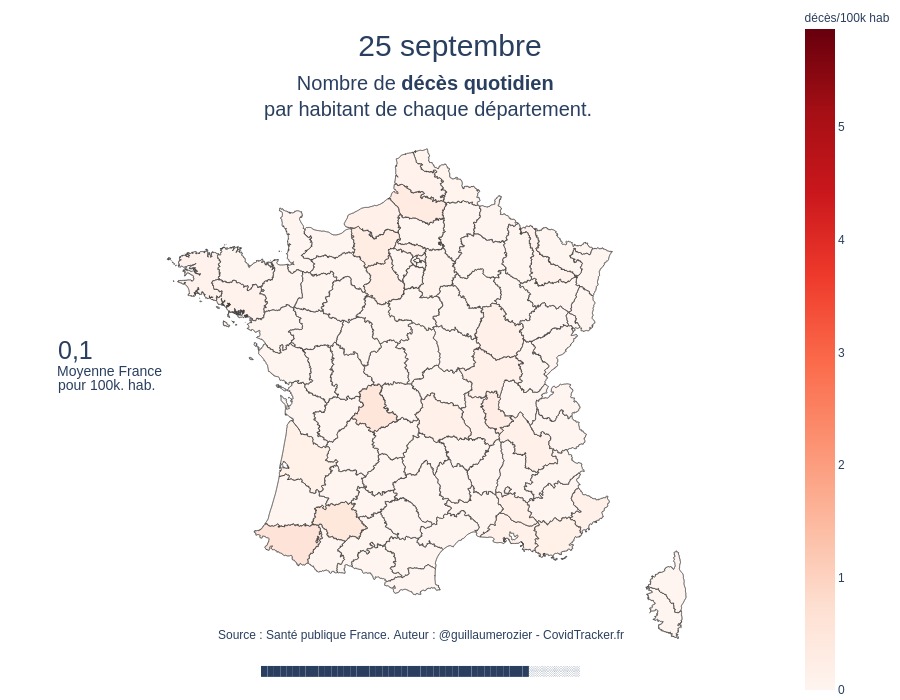 décès/100k hab
25 septembre
Nombre de décès quotidien
par habitant de chaque département.
5
4
0,1
Moyenne France
pour 100k. hab.
3
2
1
Source : Santé publique France. Auteur : @guillaumerozier - CovidTracker.fr
0